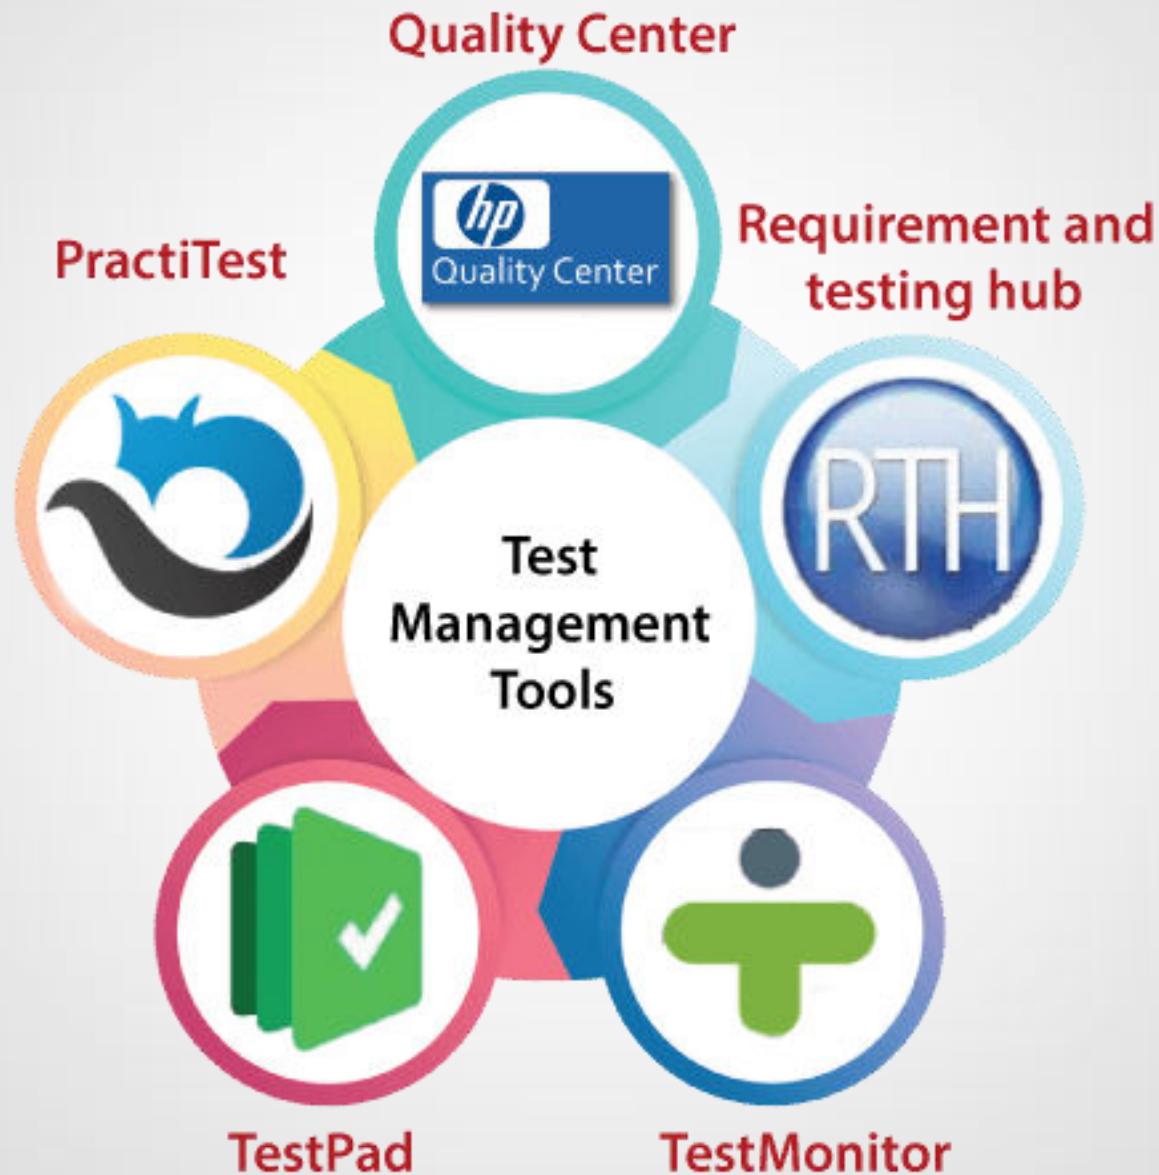 Quality Center
hp
Quality Center
Requirement and
testing hub
PractiTest
RTH
Test
Management
Tools
TestPad
TestMonitor